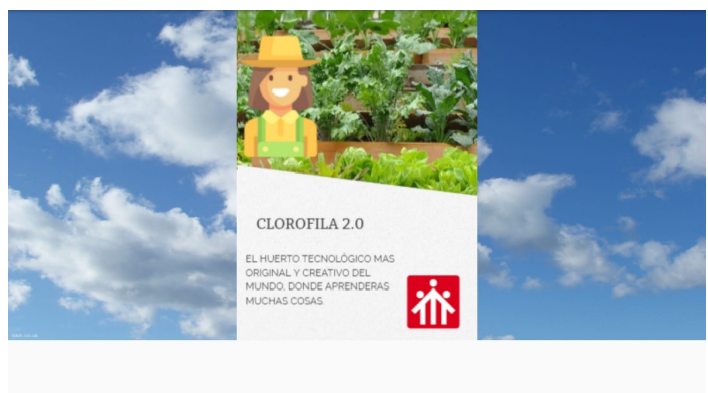 CLOROFILA 2.0
EL HUERTO TECNOLÓGICO MAS
ORIGINAL Y CREATIVO DEL
MUNDO, DONDE APRENDERAS
MUCHAS COSAS.